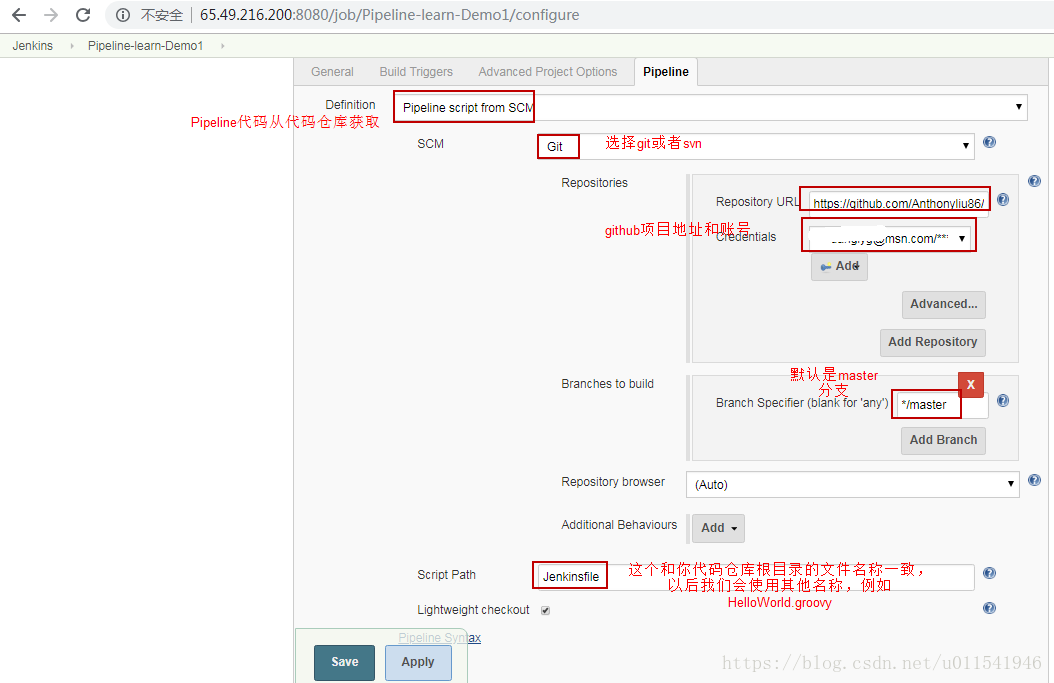 不安全 65.49.216.200:8080/job/Pipeline-learn-Demo1/configure
Jenkins Pipeline-learn-Demo1
General Build Triggers Advanced Project Options Pipeline
Definition Pipeline script from SCM
Pipeline代码从代码仓库获取
SCM Git 选择git或者svn
Repositories
Repository URL https://github.com/Anthonyliu86/
github项目地址和账号
Credentials @msn.com/**
Add
Advanced...
Add Repository
默认是master
分支
Branches to build X
Branch Specifier (blank for 'any') */master
Add Branch
Repository browser (Auto)
Additional Behaviours Add
Script Path Jenkinsfile 这个和你代码仓库根目录的文件名称一致，
以后我们会使用其他名称，例如
HelloWorld.groovy
Lightweight checkout
Pipeline Syntax
Save Apply
https://blog.csdn.net/u011541946